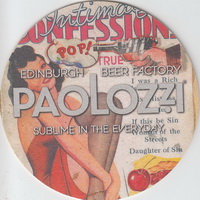 Intimate
CONFESSIONS
POP!
TRUE
EDINBURGH BEER FACTORY
I was a Rich
PAOLOZZI
If this be Sin
SUBLIME IN THE EVERYDAY
of the
Streets
Daughter of Sin